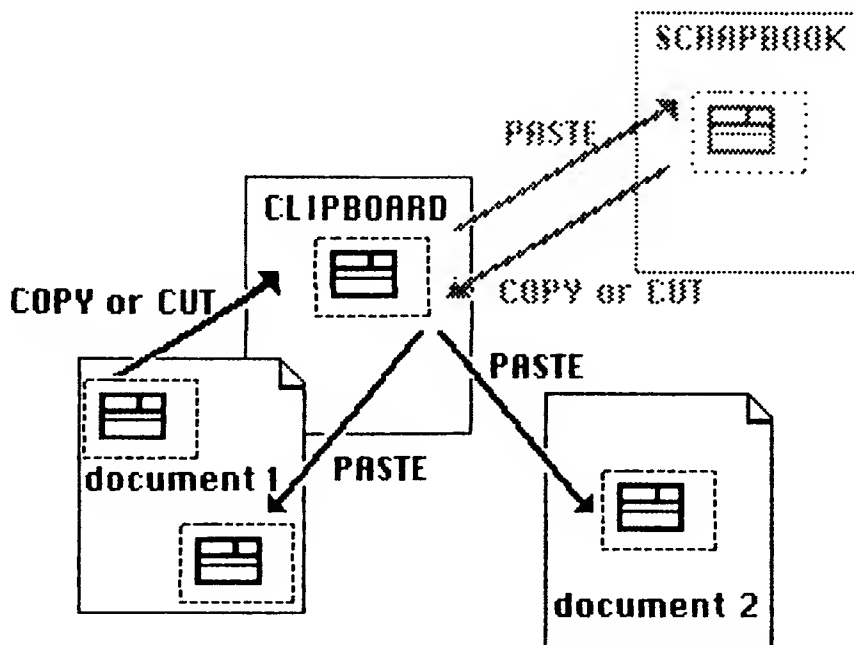 SCRAPBOOK
PASTE
CLIPBOARD
COPY or CUT
COPY or CUT
PASTE
PASTE
document 1
document 2